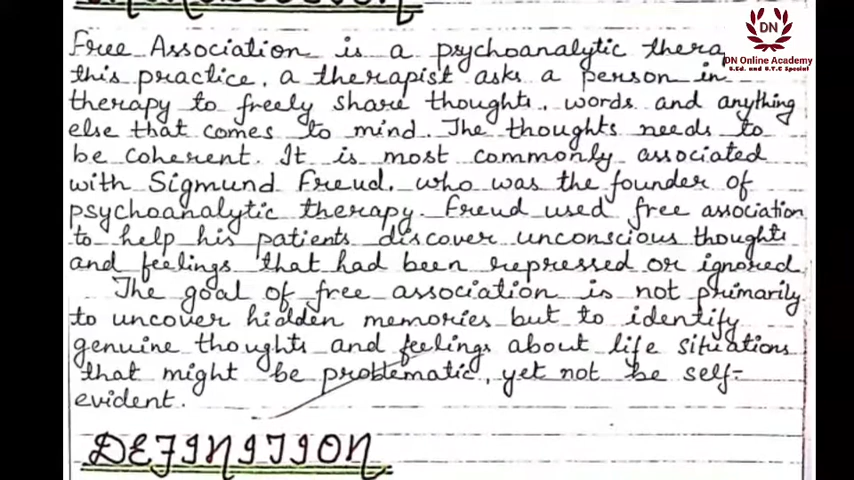 DN
DN Online Academy
B.Ed. and B.T.C Special
Free Association is a psychoanalytic thera
this practice, a therapist asks a person in
therapy to freely share thoughts, words and anything
else that comes to mind. The thoughts needs to
be coherent. It is most commonly associated
with Sigmund Freud, who was the founder of
psychoanalytic therapy. Freud used free association
to help his patients discover unconscious thoughts
and feelings that had been repressed or ignored.
The goal of free association is not primarily
to uncover hidden memories but to identify
genuine thoughts and feelings about life situations
that might be problematic, yet not be self-
evident.
DEFINITION